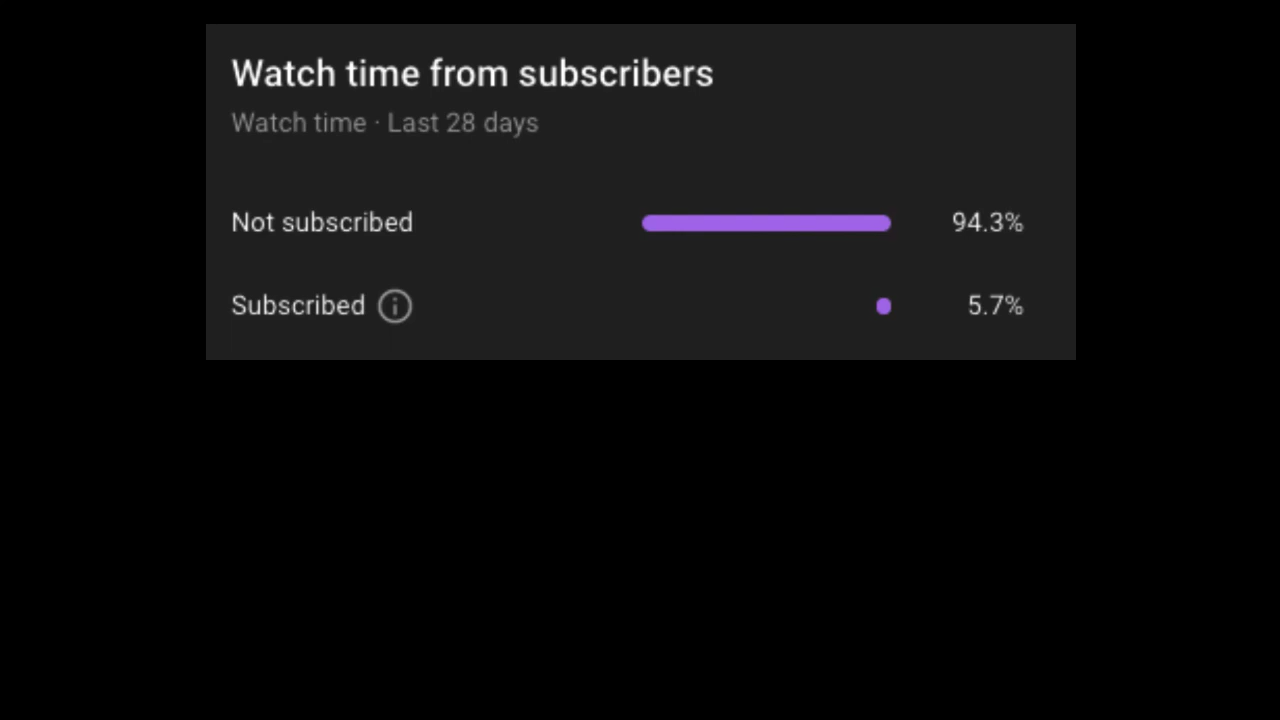 Watch time from subscribers
Watch time · Last 28 days
Not subscribed 94.3%
Subscribed 5.7%